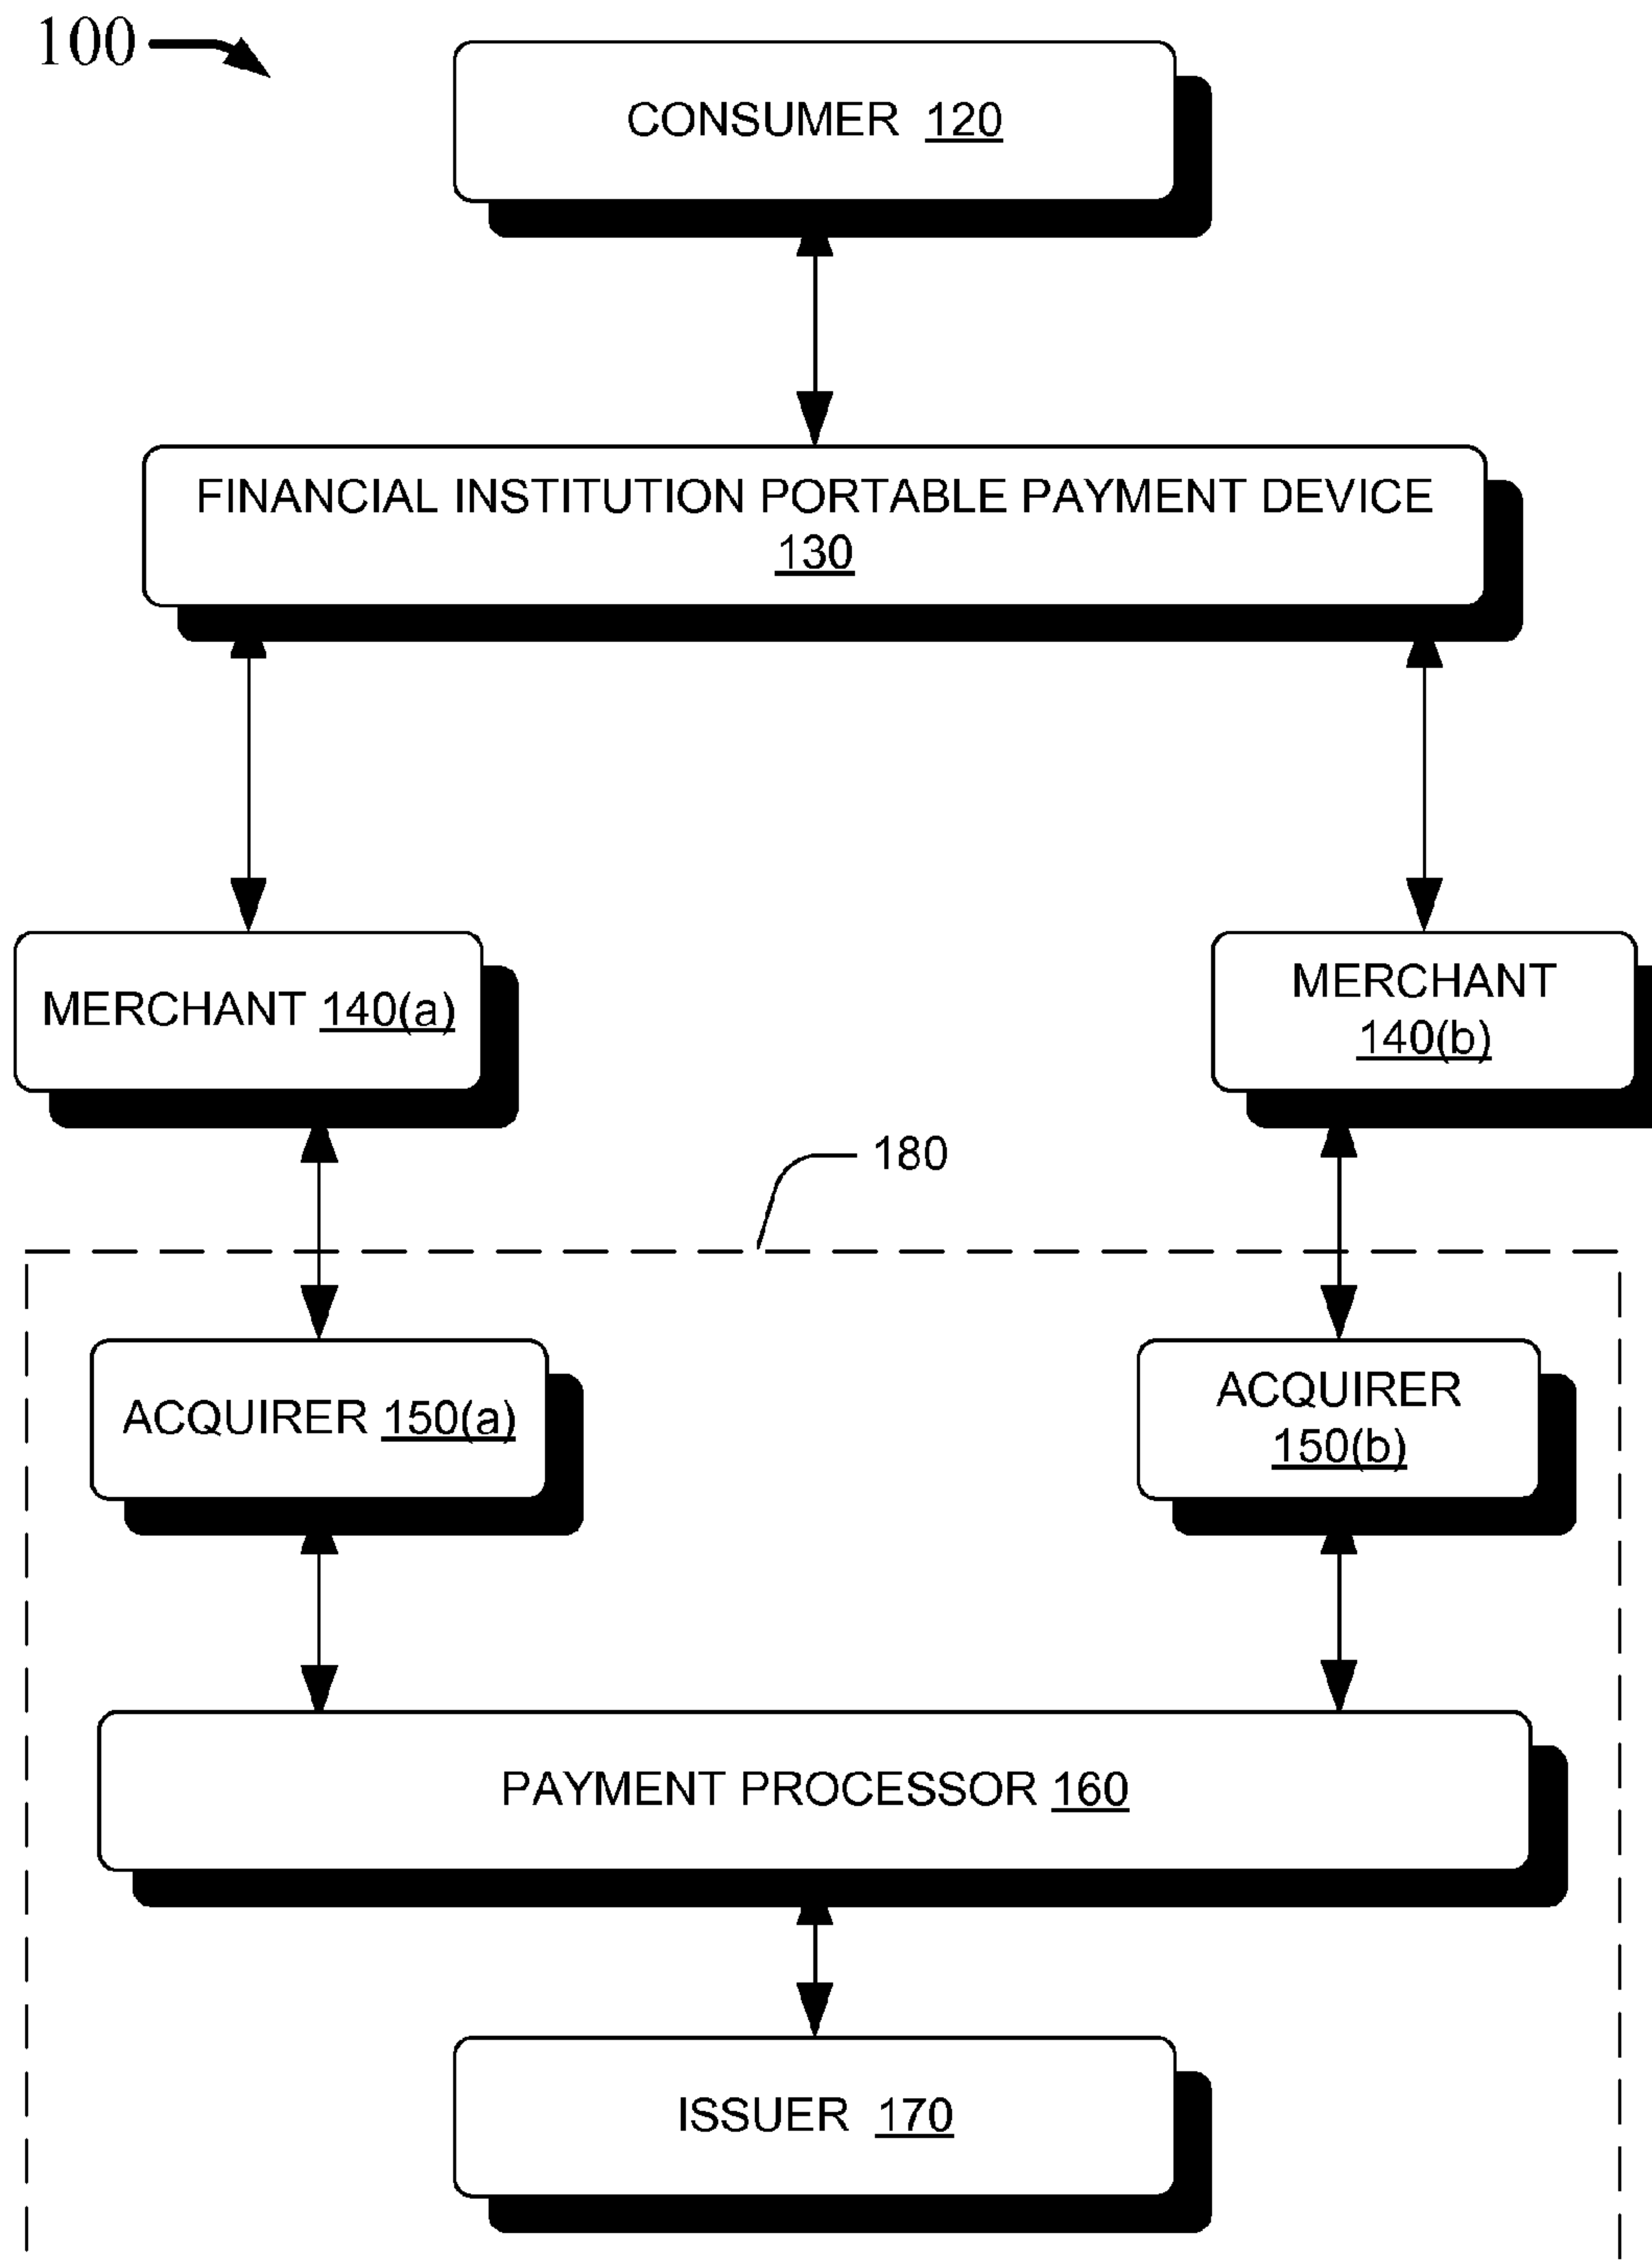 100
CONSUMER 120
FINANCIAL INSTITUTION PORTABLE PAYMENT DEVICE
130
MERCHANT 140(a)
MERCHANT
140(b)
180
ACQUIRER 150(a)
ACQUIRER
150(b)
PAYMENT PROCESSOR 160
ISSUER 170